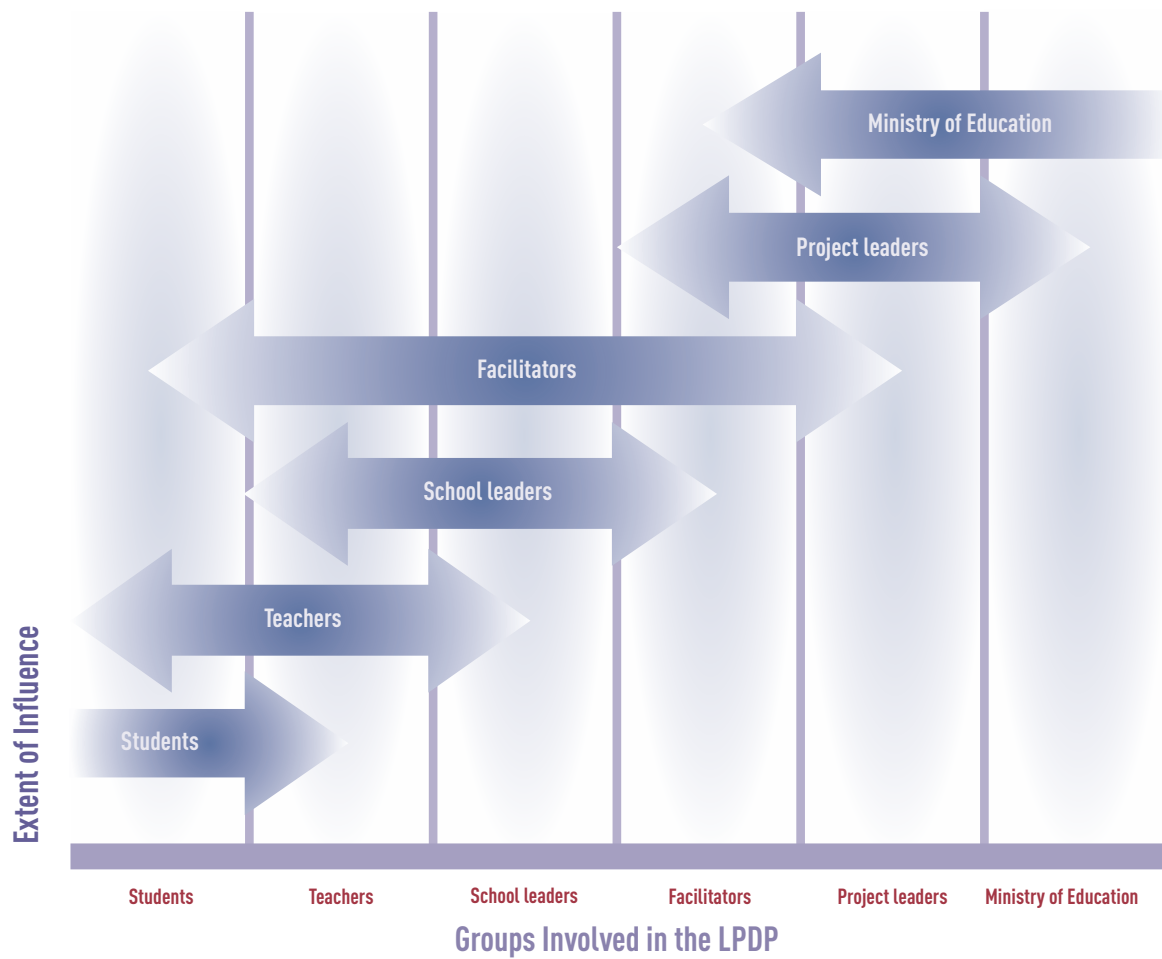 Ministry of Education
Project leaders
Facilitators
School leaders
Teachers
Students
Extent of Influence
Students
Teachers
School leaders
Facilitators
Project leaders
Ministry of Education
Groups Involved in the LPDP